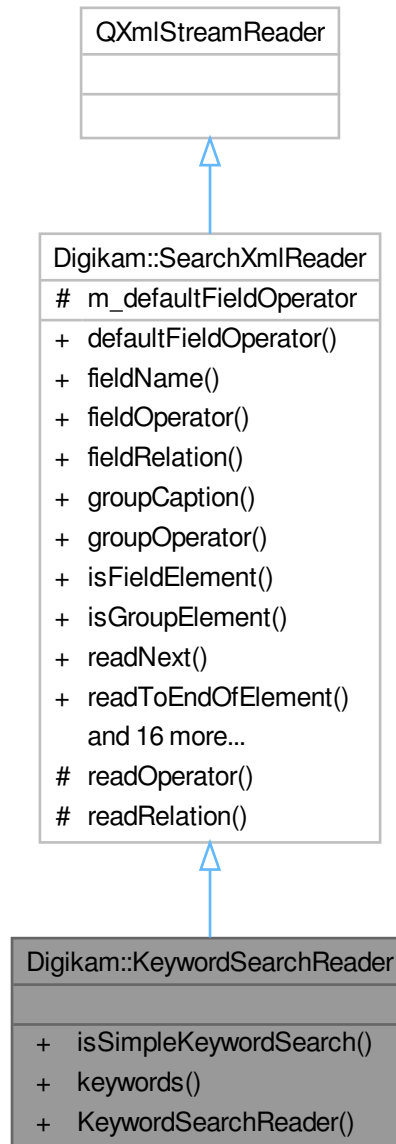 QXmlStreamReader
Digikam::SearchXmlReader
# m_defaultFieldOperator
+ defaultFieldOperator()
+ fieldName()
+ fieldOperator()
+ fieldRelation()
+ groupCaption()
+ groupOperator()
+ isFieldElement()
+ isGroupElement()
+ readNext()
+ readToEndOfElement()
and 16 more...
# readOperator()
# readRelation()
Digikam::KeywordSearchReader
+ isSimpleKeywordSearch()
+ keywords()
+ KeywordSearchReader()